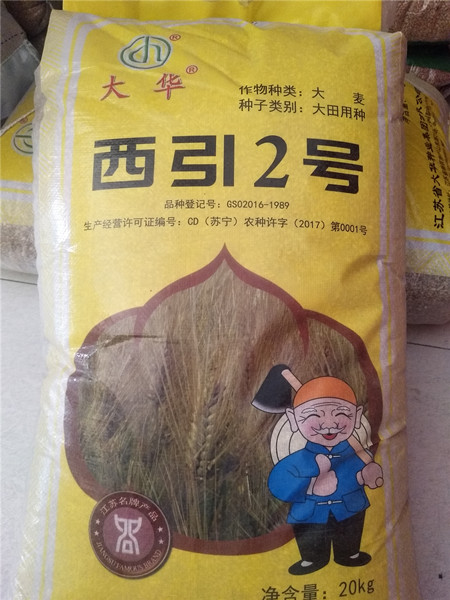 大华®
作物种类：大 麦
种子类别：大田用种
西引2号
品种登记号：GS02016-1989
生产经营许可证编号：CD（苏宁）农种许字（2017）第0001号
江苏名牌产品
JIANGSU FAMOUS BRAND
净含量：20kg